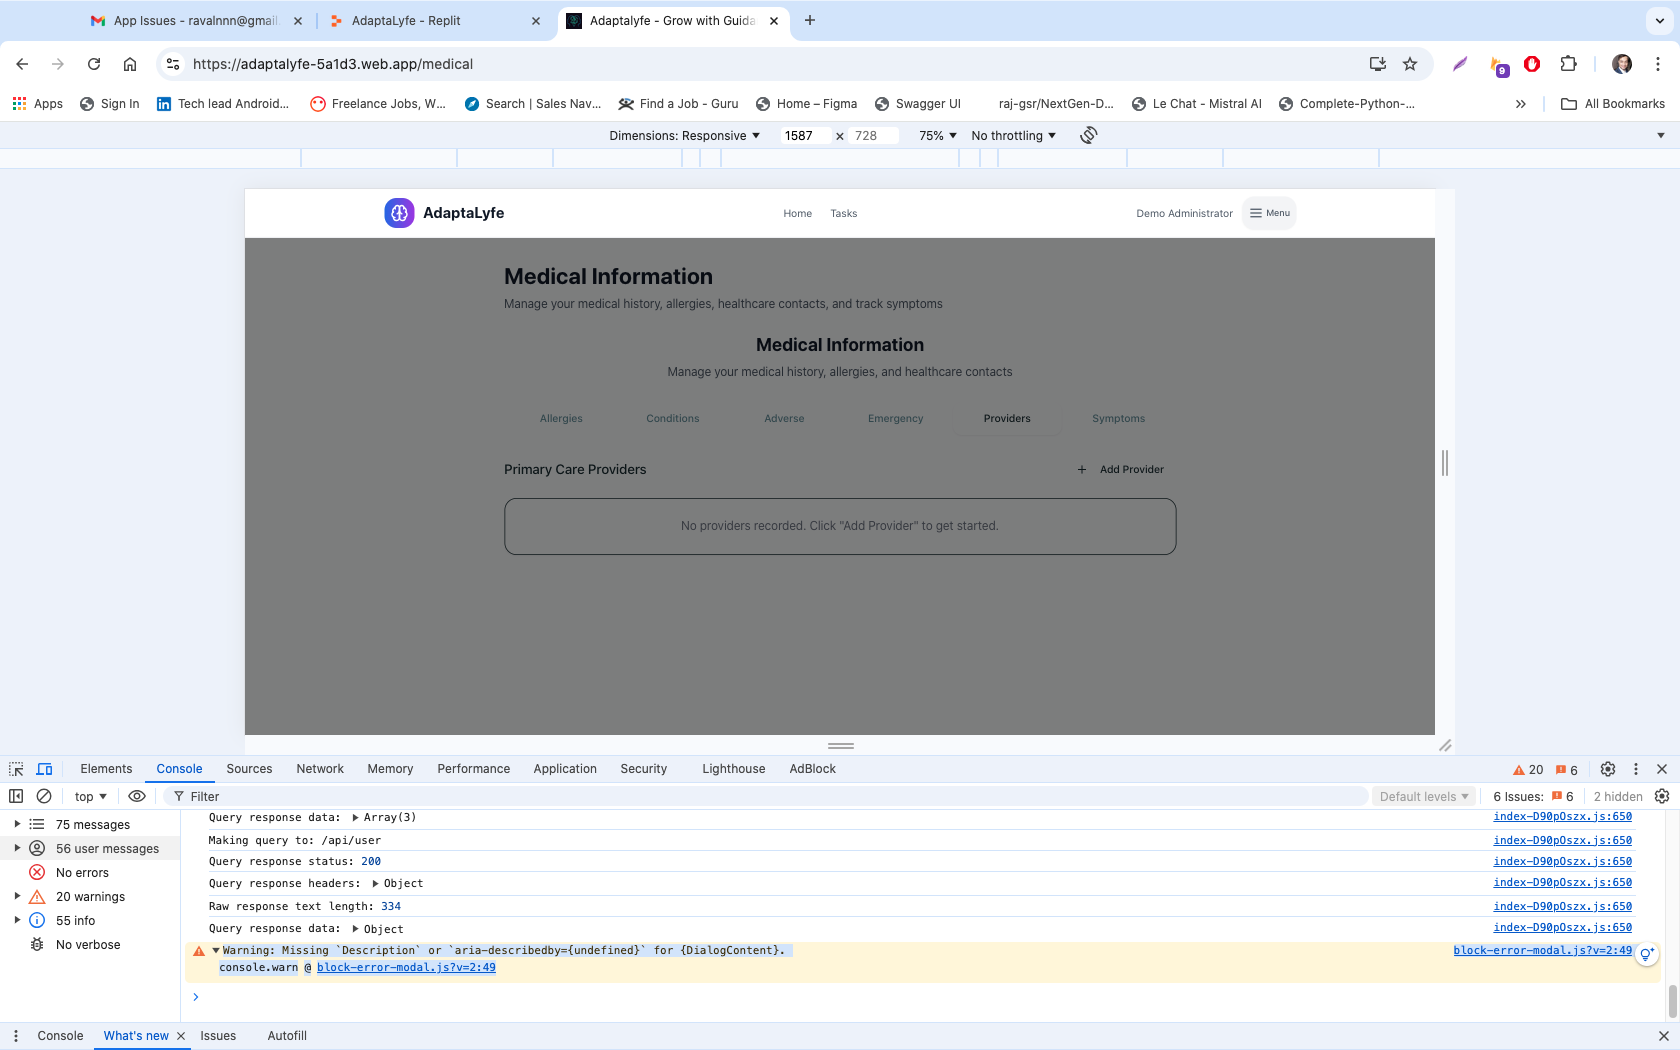 App Issues - ravalnnn@gmai
AdaptaLyfe - Replit
Adaptalyfe - Grow with Guida
https://adaptalyfe-5a1d3.web.app/medical
9
Apps
Sign In
Tech lead Android...
Freelance Jobs, W...
Search | Sales Nav...
Find a Job - Guru
Home – Figma
Swagger UI
raj-gsr/NextGen-D...
Le Chat - Mistral AI
Complete-Python-...
All Bookmarks
Dimensions: Responsive
1587
×
728
75%
No throttling
AdaptaLyfe
Home
Tasks
Demo Administrator
Menu
Medical Information
Manage your medical history, allergies, healthcare contacts, and track symptoms
Medical Information
Manage your medical history, allergies, and healthcare contacts
Allergies
Conditions
Adverse
Emergency
Providers
Symptoms
Primary Care Providers
+ Add Provider
No providers recorded. Click "Add Provider" to get started.
Elements
Console
Sources
Network
Memory
Performance
Application
Security
Lighthouse
AdBlock
20
6
top
Filter
Default levels
6 Issues:
6
2 hidden
75 messages
56 user messages
No errors
20 warnings
55 info
No verbose
Query response data: Array(3)
index-D90pOszx.js:650
Making query to: /api/user
index-D90pOszx.js:650
Query response status: 200
index-D90pOszx.js:650
Query response headers: Object
index-D90pOszx.js:650
Raw response text length: 334
index-D90pOszx.js:650
Query response data: Object
index-D90pOszx.js:650
Warning: Missing `Description` or `aria-describedby={undefined}` for {DialogContent}.
block-error-modal.js?v=2:49
console.warn @ block-error-modal.js?v=2:49
Console
What's new
Issues
Autofill